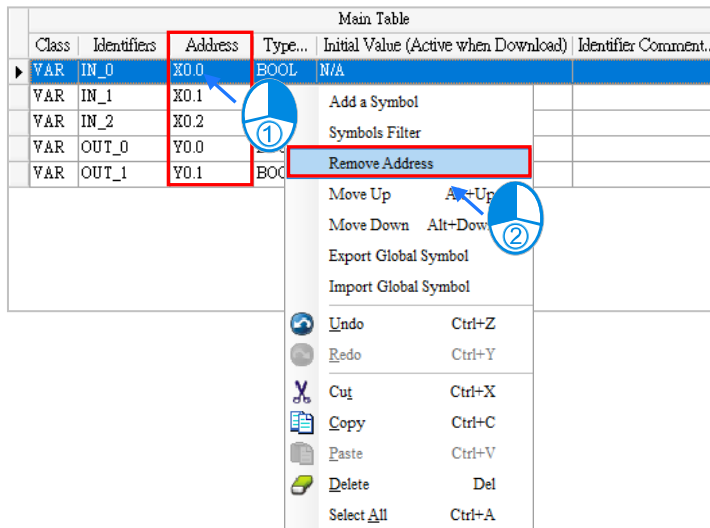 Main Table
Class Identifiers Address Type... Initial Value (Active when Download) Identifier Comment...
VAR IN_0 X0.0 BOOL N/A
VAR IN_1 X0.1
VAR IN_2 X0.2
VAR OUT_0 Y0.0
VAR OUT_1 Y0.1 BOO
①
Add a Symbol
Symbols Filter
Remove Address
Move Up
Move Down Alt+Dow
②
Export Global Symbol
Import Global Symbol
Undo Ctrl+Z
Redo Ctrl+Y
Cut Ctrl+X
Copy Ctrl+C
Paste Ctrl+V
Delete Del
Select All Ctrl+A